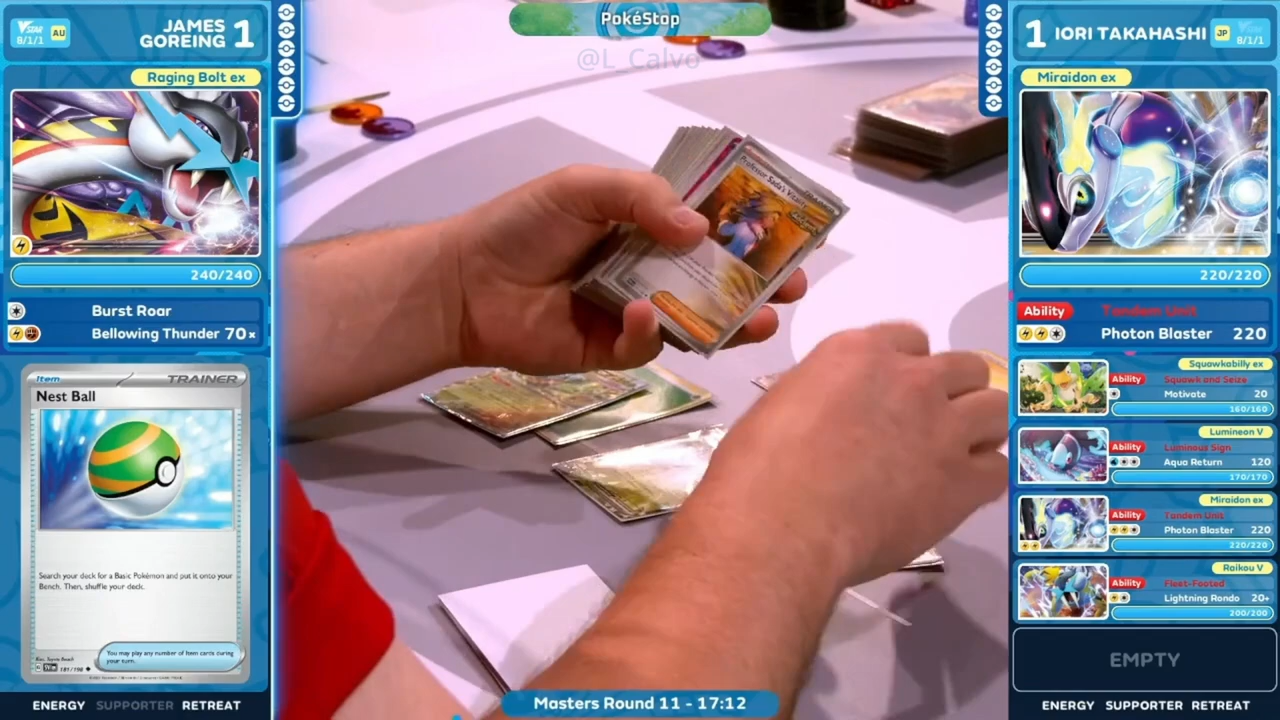 VSTAR
8/1/1
AU
JAMES
GOREING
1
Raging Bolt ex
240/240
Burst Roar
Bellowing Thunder 70x
Item
TRAINER
Nest Ball
Search your deck for a Basic Pokémon and put it onto your
Bench. Then, shuffle your deck.
You may play any number of Item cards during
your turn.
181/198
ENERGY SUPPORTER RETREAT
PokéStop
@L_Calvo
Professor Sada's Vitality
Masters Round 11 - 17:12
1 IORI TAKAHASHI
JP
VSTAR
8/1/1
Miraidon ex
220/220
Ability Tandem Unit
Photon Blaster 220
Squawkabilly ex
Ability Squawk and Seize
Motivate 20
160/160
Lumineon V
Ability Luminous Sign
Aqua Return 120
170/170
Miraidon ex
Ability Tandem Unit
Photon Blaster 220
220/220
Raikou V
Ability Fleet-Footed
Lightning Rondo 20+
200/200
EMPTY
ENERGY SUPPORTER RETREAT